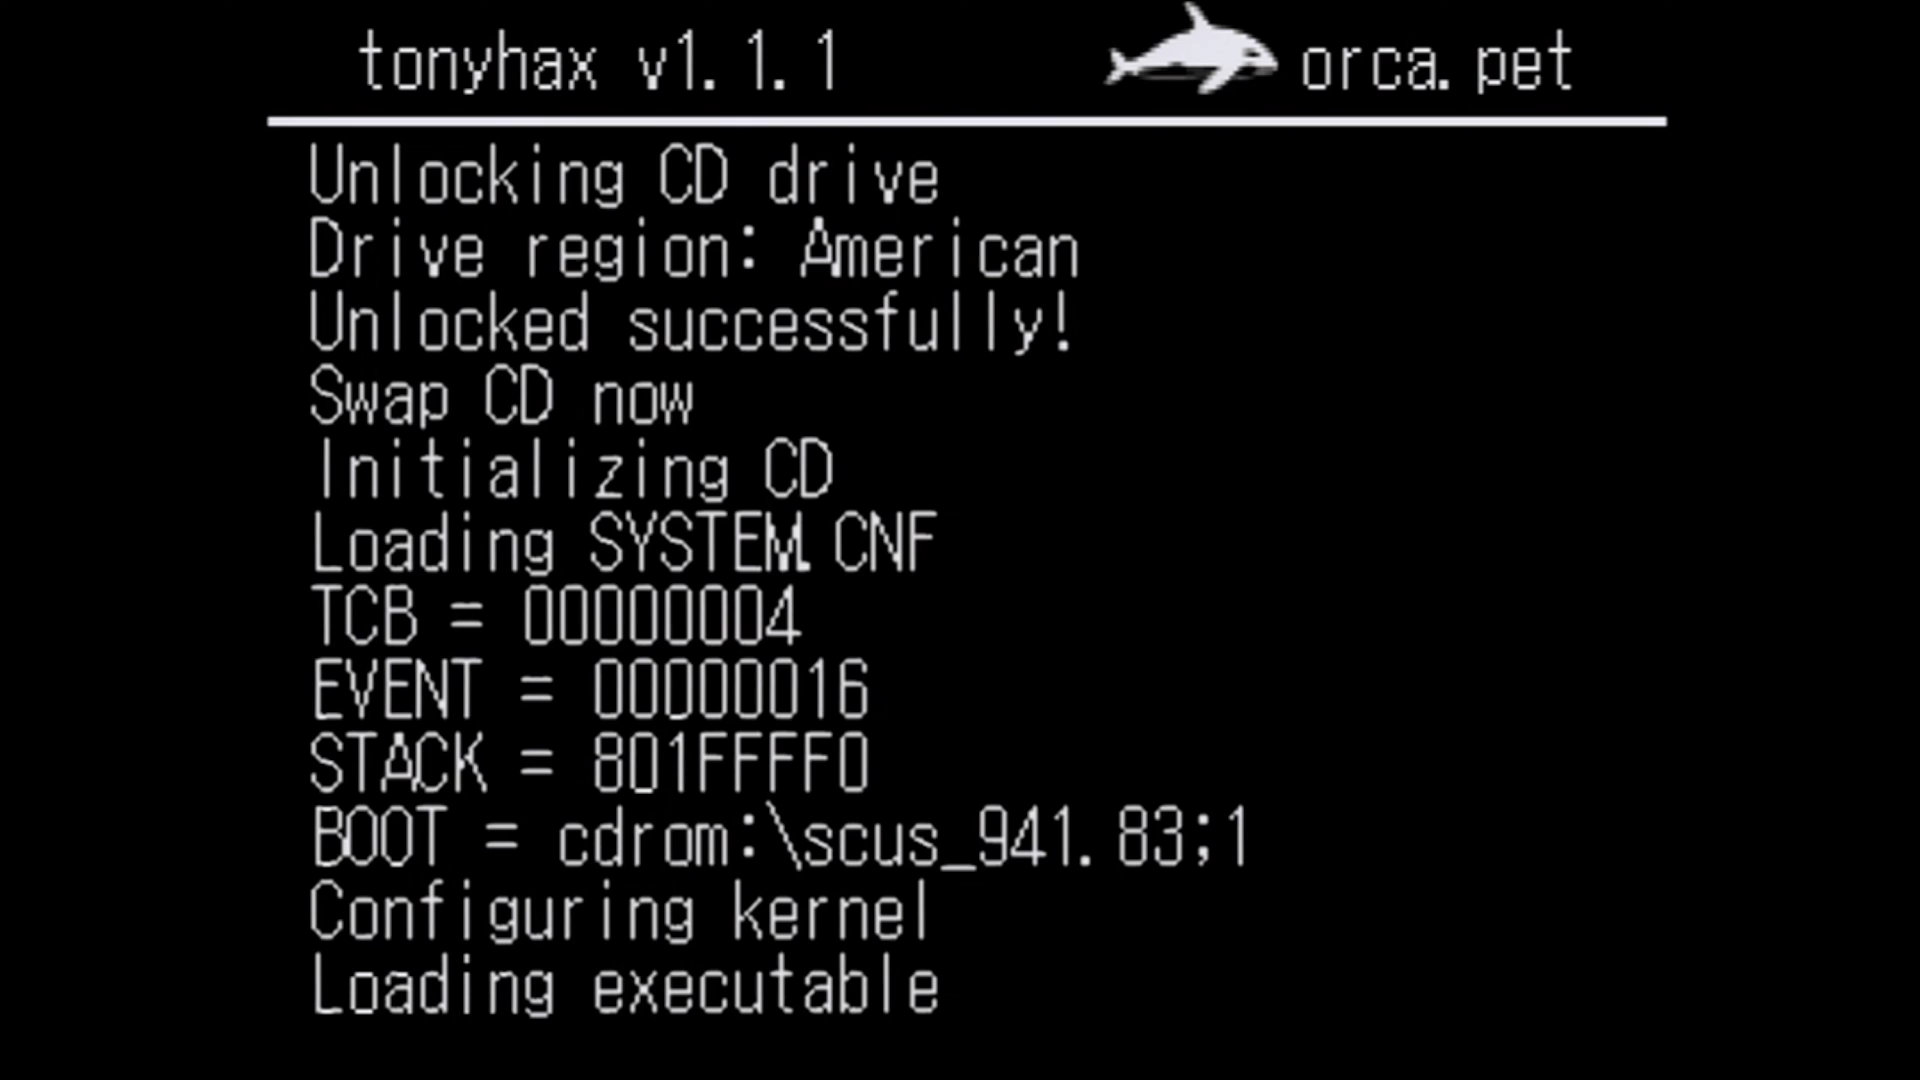 tonyhax v1.1.1 orca.pet
Unlocking CD drive
Drive region: American
Unlocked successfully!
Swap CD now
Initializing CD
Loading SYSTEM.CNF
TCB = 00000004
EVENT = 00000016
STACK = 801FFFF0
BOOT = cdrom:\scus_941.83;1
Configuring kernel
Loading executable